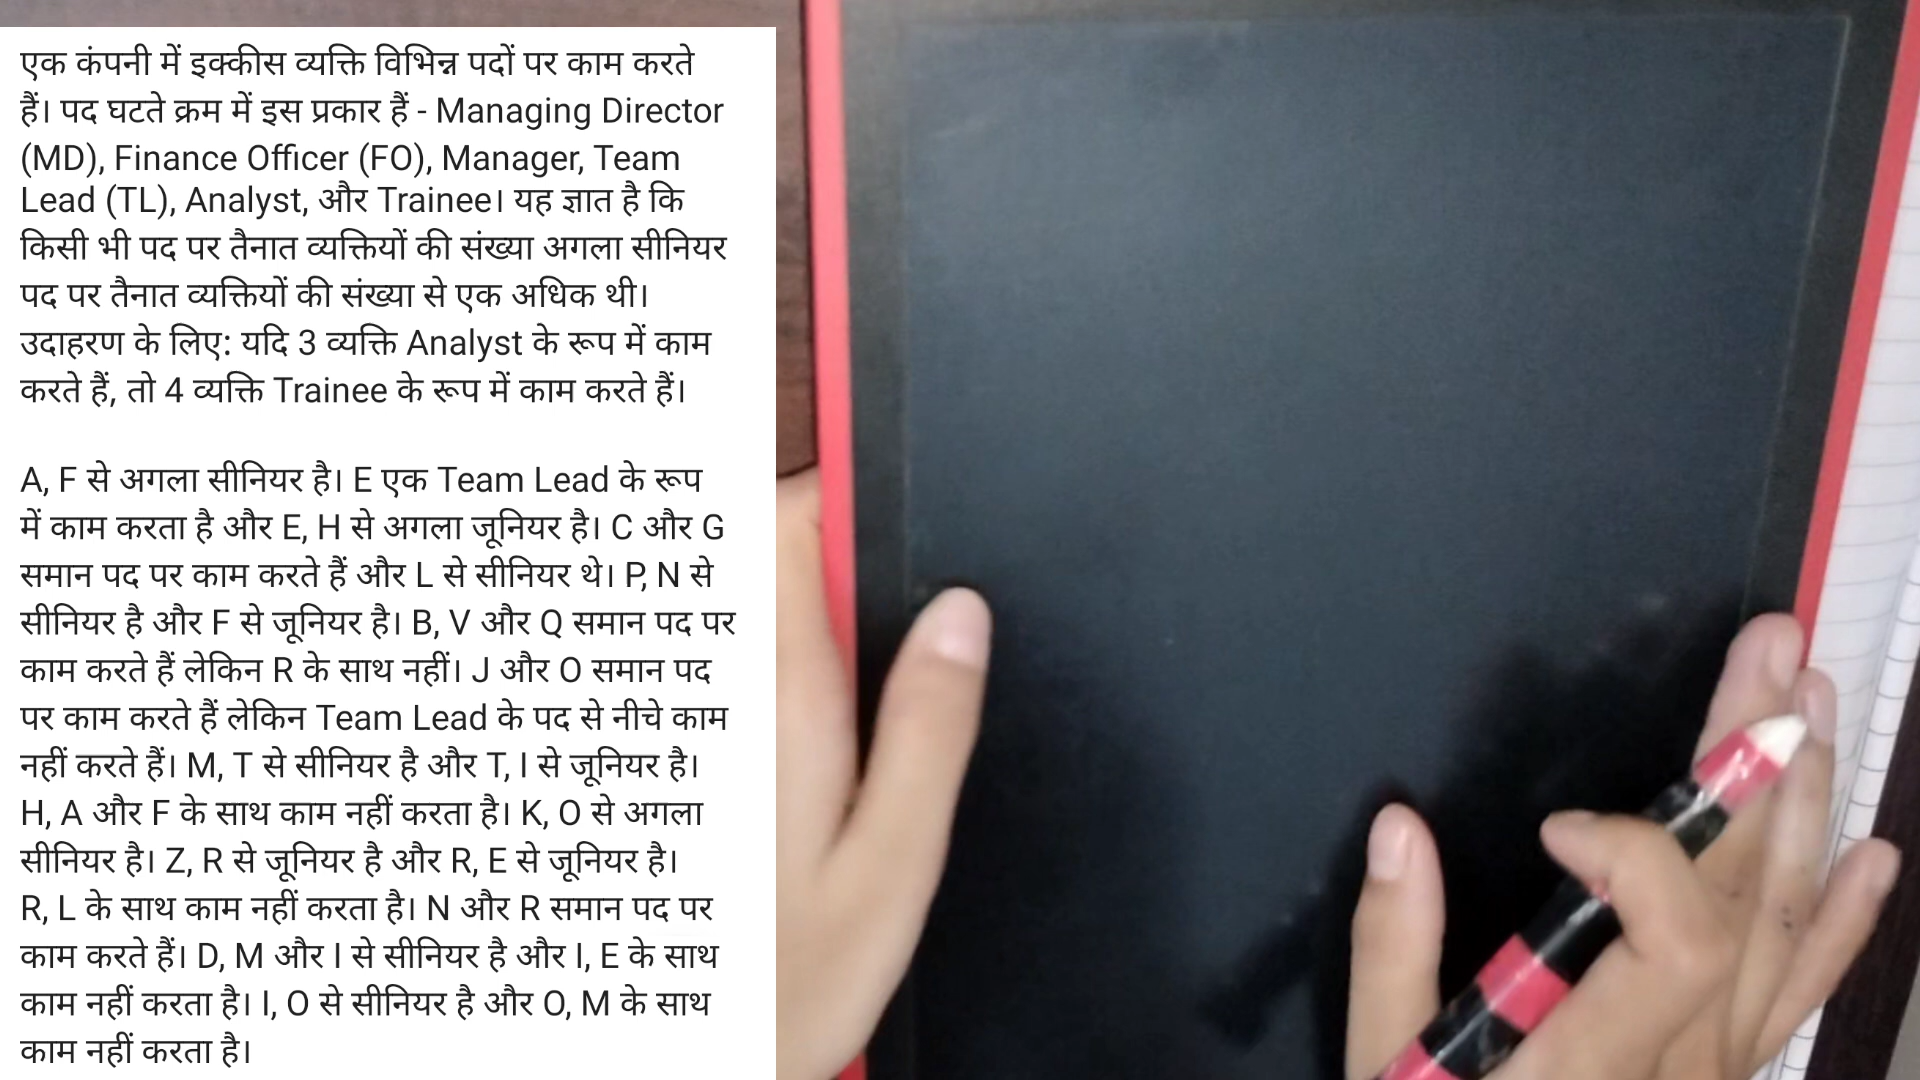 एक कंपनी में इक्कीस व्यक्ति विभिन्न पदों पर काम करते
हैं। पद घटते क्रम में इस प्रकार हैं - Managing Director
(MD), Finance Officer (FO), Manager, Team
Lead (TL), Analyst, और Trainee। यह ज्ञात है कि
किसी भी पद पर तैनात व्यक्तियों की संख्या अगला सीनियर
पद पर तैनात व्यक्तियों की संख्या से एक अधिक थी।
उदाहरण के लिए: यदि 3 व्यक्ति Analyst के रूप में काम
करते हैं, तो 4 व्यक्ति Trainee के रूप में काम करते हैं।
A, F से अगला सीनियर है। E एक Team Lead के रूप
में काम करता है और E, H से अगला जूनियर है। C और G
समान पद पर काम करते हैं और L से सीनियर थे। P, N से
सीनियर है और F से जूनियर है। B, V और Q समान पद पर
काम करते हैं लेकिन R के साथ नहीं। J और O समान पद
पर काम करते हैं लेकिन Team Lead के पद से नीचे काम
नहीं करते हैं। M, T से सीनियर है और T, I से जूनियर है।
H, A और F के साथ काम नहीं करता है। K, O से अगला
सीनियर है। Z, R से जूनियर है और R, E से जूनियर है।
R, L के साथ काम नहीं करता है। N और R समान पद पर
काम करते हैं। D, M और I से सीनियर है और I, E के साथ
काम नहीं करता है। I, O से सीनियर है और O, M के साथ
काम नहीं करता है।